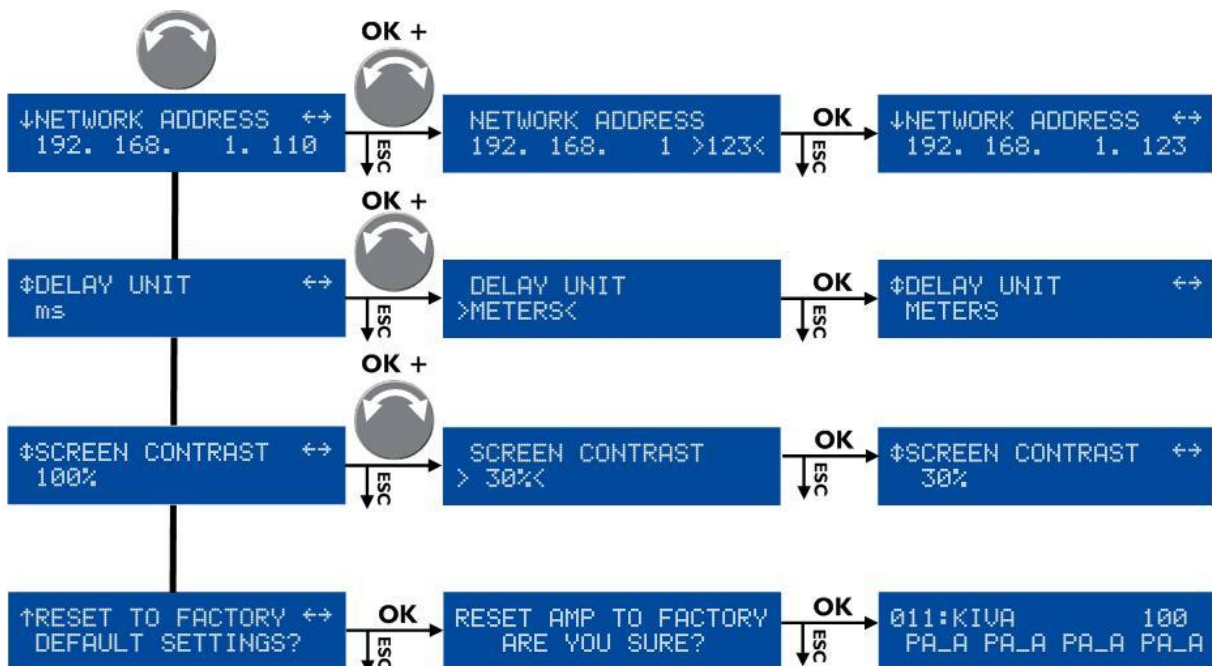 OK +
↓NETWORK ADDRESS ↔
192. 168. 1. 110
ESC
NETWORK ADDRESS
192. 168. 1 >123<
OK
ESC
↓NETWORK ADDRESS ↔
192. 168. 1. 123
OK +
↕DELAY UNIT ↔
ms
ESC
DELAY UNIT
>METERS<
OK
ESC
↕DELAY UNIT ↔
METERS
OK +
↕SCREEN CONTRAST ↔
100%
ESC
SCREEN CONTRAST
> 30%<
OK
ESC
↕SCREEN CONTRAST ↔
30%
↑RESET TO FACTORY ↔
DEFAULT SETTINGS?
OK
ESC
RESET AMP TO FACTORY
ARE YOU SURE?
OK
ESC
011:KIVA 100
PA_A PA_A PA_A PA_A